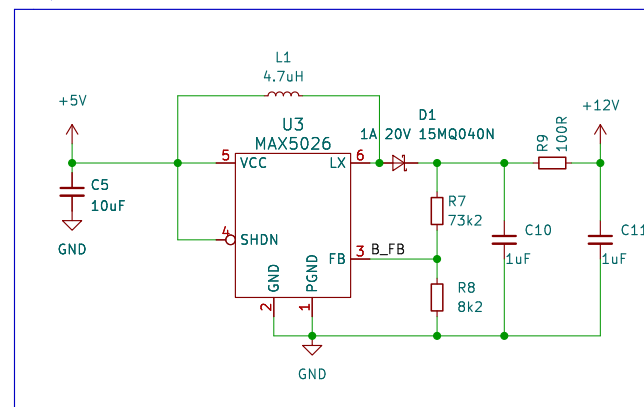 L1
4.7uH
+5V
D1
+12V
1A 20V 15MQ040N
U3
MAX5026
R9
100R
5
VCC
LX
6
C5
10uF
R7
73k2
4
SHDN
C10
1uF
C11
1uF
FB
3
B_FB
GND
GND
PGND
R8
8k2
2
1
GND